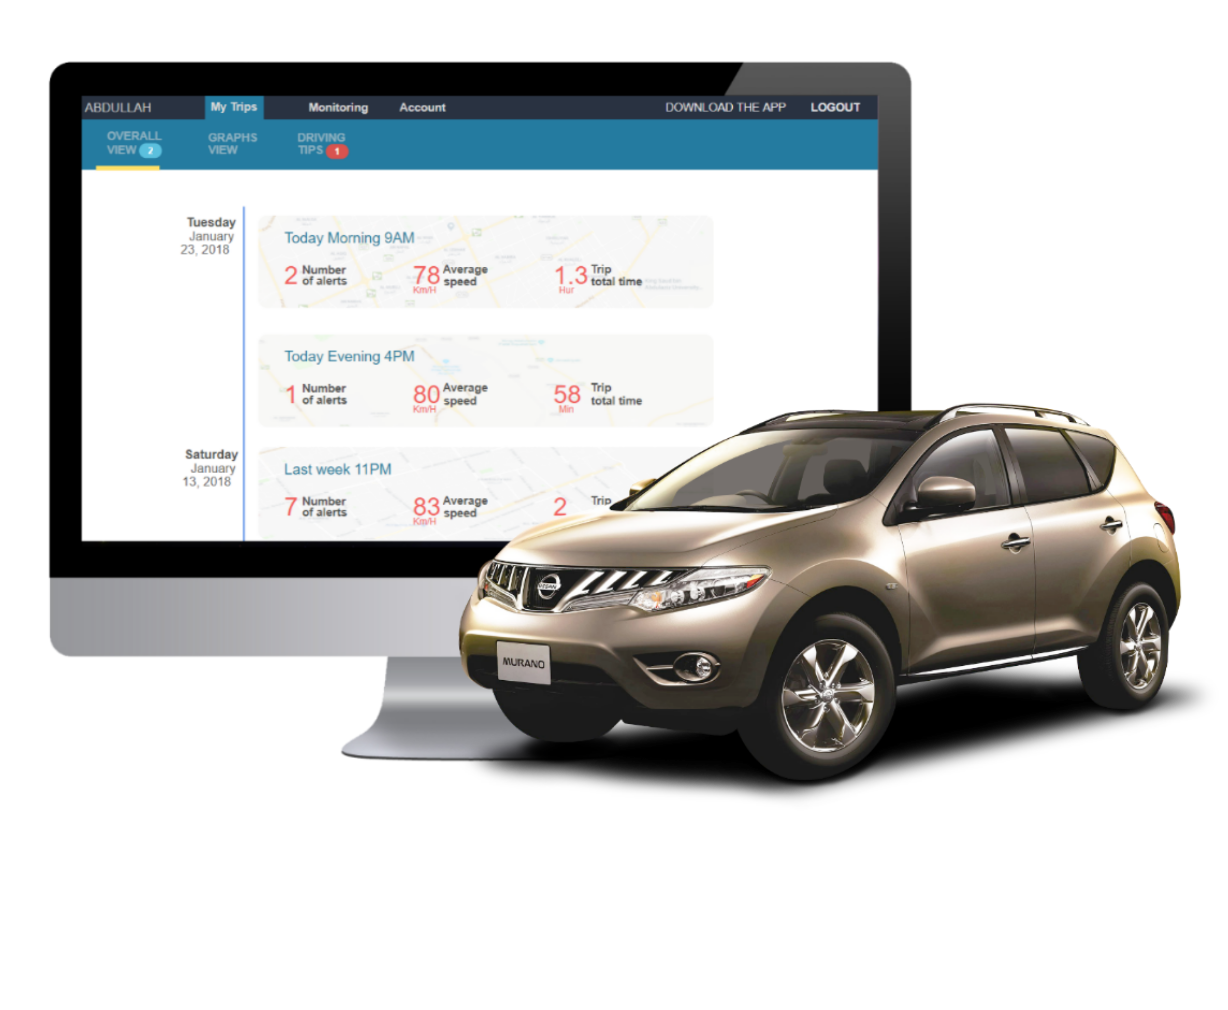 ABDULLAH My Trips Monitoring Account DOWNLOAD THE APP LOGOUT
OVERALL
VIEW 2
GRAPHS
VIEW
DRIVING
TIPS 1
Tuesday
January
23, 2018
Today Morning 9AM
2 Number
of alerts
78 Average
speed
Km/H
1.3 Trip
total time
Hur
Today Evening 4PM
1 Number
of alerts
80 Average
speed
Km/H
58 Trip
total time
Min
Saturday
January
13, 2018
Last week 11PM
7 Number
of alerts
83 Average
speed
Km/H
2 Trip
NISSAN
MURANO